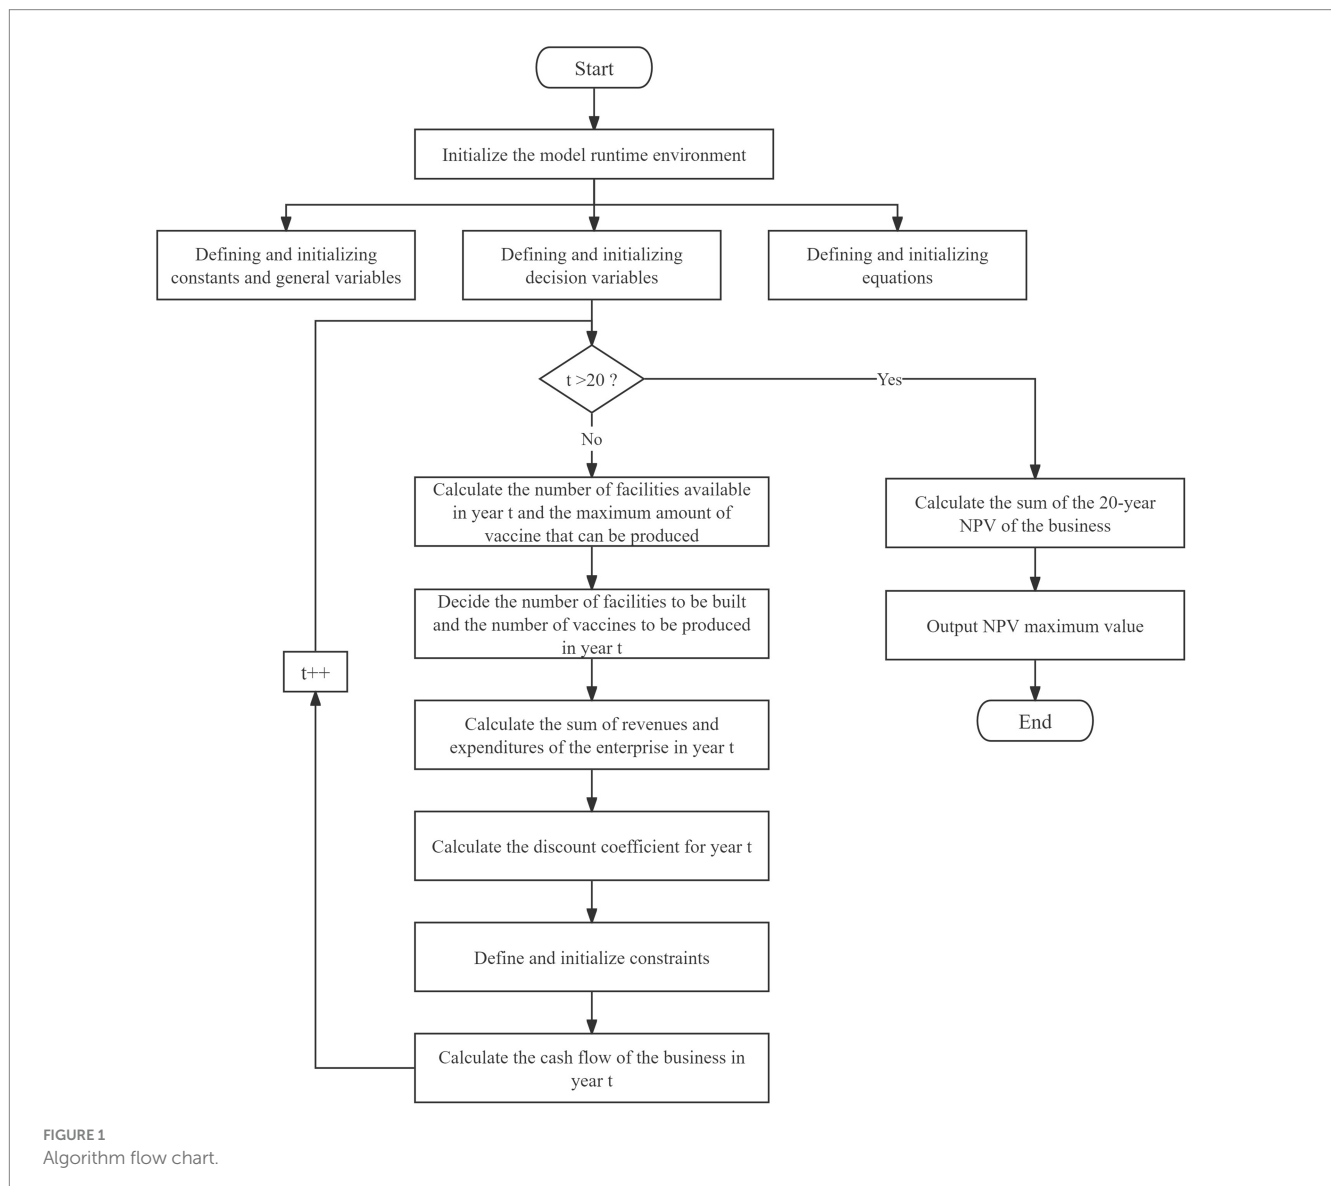 Start
Initialize the model runtime environment
Defining and initializing
constants and general variables
Defining and initializing
decision variables
Defining and initializing
equations
t >20 ?
Yes
No
Calculate the number of facilities available
in year t and the maximum amount of
vaccine that can be produced
Calculate the sum of the 20-year
NPV of the business
Decide the number of facilities to be built
and the number of vaccines to be produced
in year t
Output NPV maximum value
t++
Calculate the sum of revenues and
expenditures of the enterprise in year t
End
Calculate the discount coefficient for year t
Define and initialize constraints
Calculate the cash flow of the business in
year t
FIGURE 1
Algorithm flow chart.